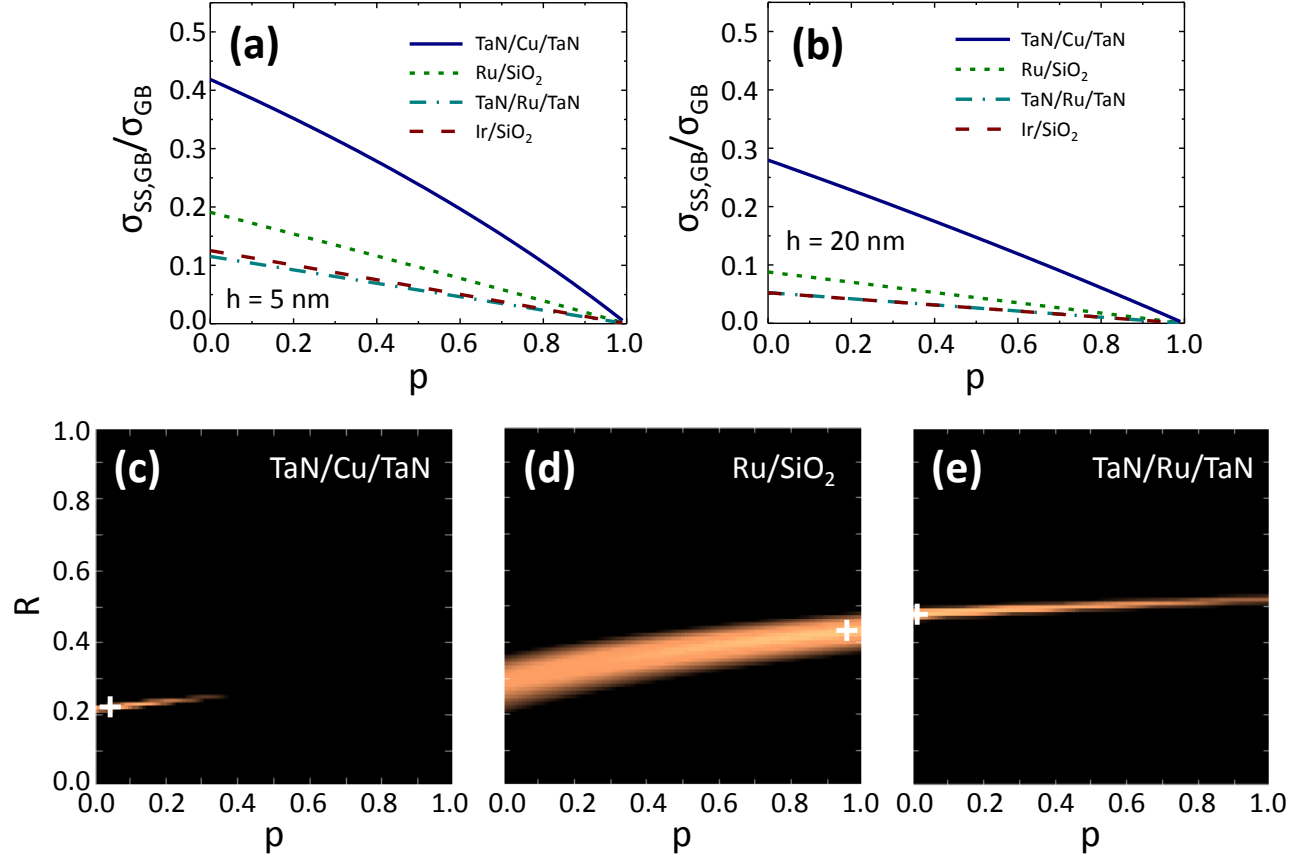 (a)
TaN/Cu/TaN
Ru/SiO₂
TaN/Ru/TaN
Ir/SiO₂
h = 5 nm
σSS,GB/σGB
0.5
0.4
0.3
0.2
0.1
0.0
0.0 0.2 0.4 0.6 0.8 1.0
p
(b)
TaN/Cu/TaN
Ru/SiO₂
TaN/Ru/TaN
Ir/SiO₂
h = 20 nm
σSS,GB/σGB
0.5
0.4
0.3
0.2
0.1
0.0
0.0 0.2 0.4 0.6 0.8 1.0
p
(c) TaN/Cu/TaN
R
1.0
0.8
0.6
0.4
0.2
0.0
0.0 0.2 0.4 0.6 0.8 1.0
p
(d) Ru/SiO₂
0.0 0.2 0.4 0.6 0.8 1.0
p
(e) TaN/Ru/TaN
0.0 0.2 0.4 0.6 0.8 1.0
p